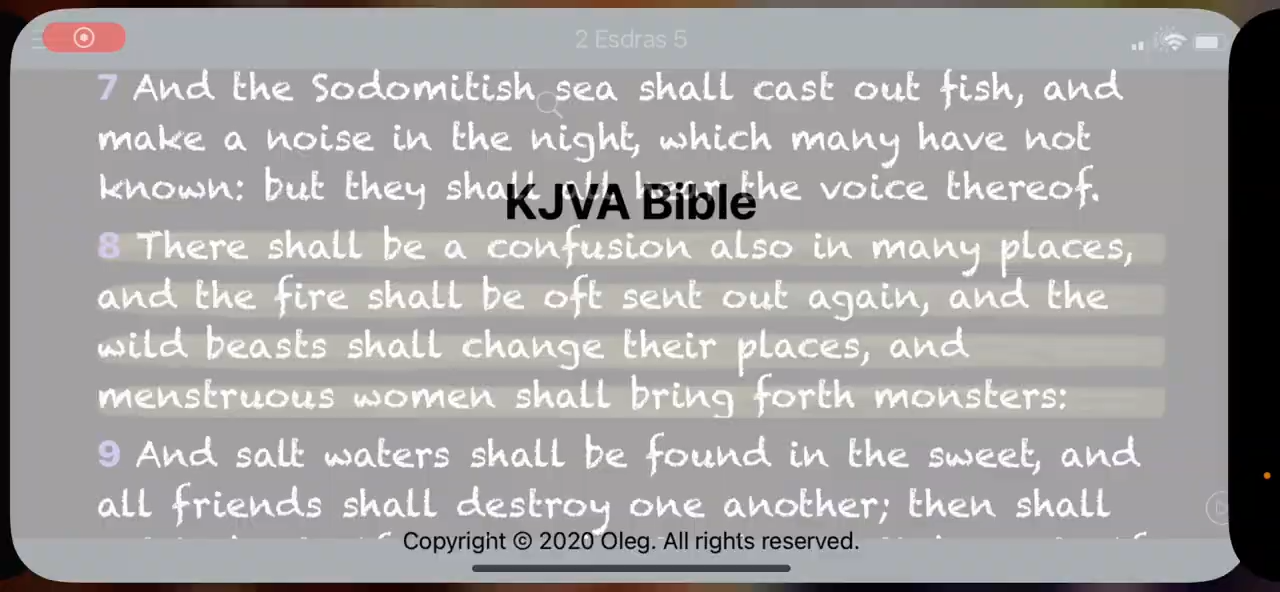 2 Esdras 5
7 And the Sodomitish sea shall cast out fish, and
make a noise in the night, which many have not
known: but they shall all hear the voice thereof.
KJVA Bible
8 There shall be a confusion also in many places,
and the fire shall be oft sent out again, and the
wild beasts shall change their places, and
menstruous women shall bring forth monsters:
9 And salt waters shall be found in the sweet, and
all friends shall destroy one another; then shall
Copyright © 2020 Oleg. All rights reserved.